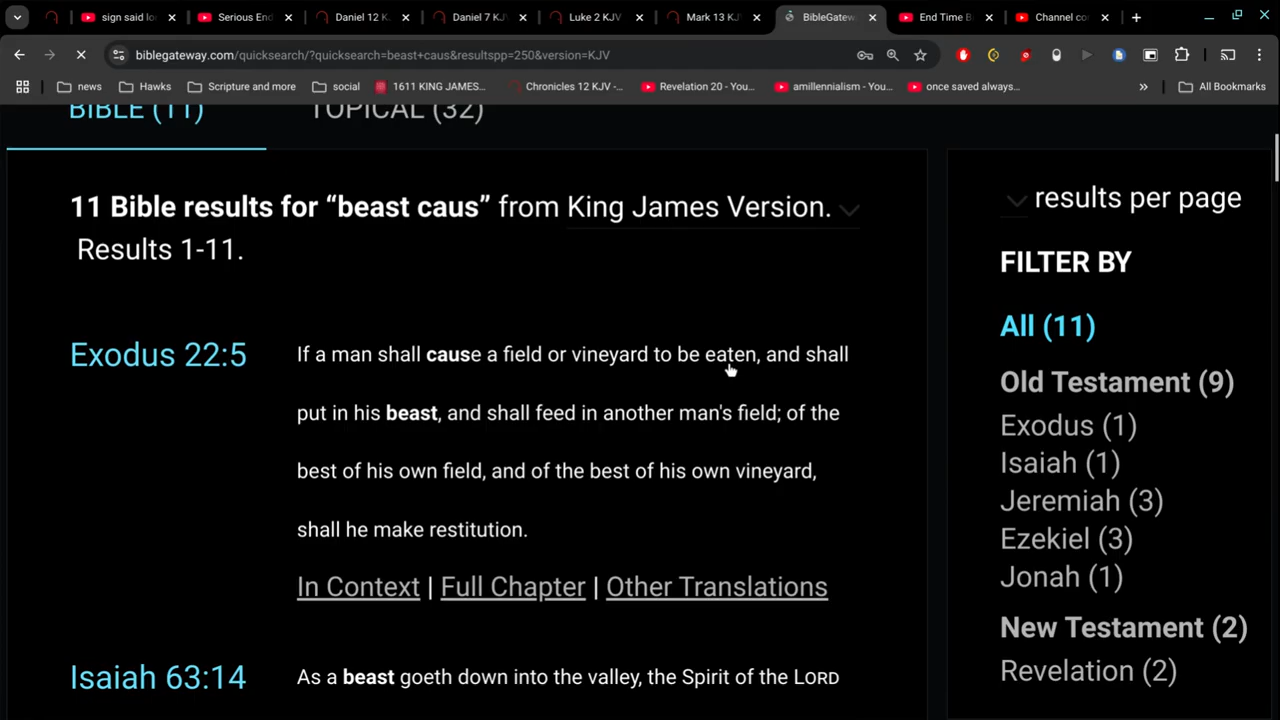 sign said lo
Serious End
Daniel 12 K
Daniel 7 KJV
Luke 2 KJV
Mark 13 KJV
BibleGatew
End Time B
Channel co
biblegateway.com/quicksearch/?quicksearch=beast+caus&resultspp=250&version=KJV
news
Hawks
Scripture and more
social
1611 KING JAMES...
Chronicles 12 KJV -...
Revelation 20 - You...
amillennialism - You...
once saved always...
»
All Bookmarks
BIBLE (11)
TOPICAL (32)
11 Bible results for “beast caus” from King James Version.
Results 1-11.
Exodus 22:5
If a man shall cause a field or vineyard to be eaten, and shall
put in his beast, and shall feed in another man's field; of the
best of his own field, and of the best of his own vineyard,
shall he make restitution.
In Context | Full Chapter | Other Translations
Isaiah 63:14
As a beast goeth down into the valley, the Spirit of the LORD
results per page
FILTER BY
All (11)
Old Testament (9)
Exodus (1)
Isaiah (1)
Jeremiah (3)
Ezekiel (3)
Jonah (1)
New Testament (2)
Revelation (2)